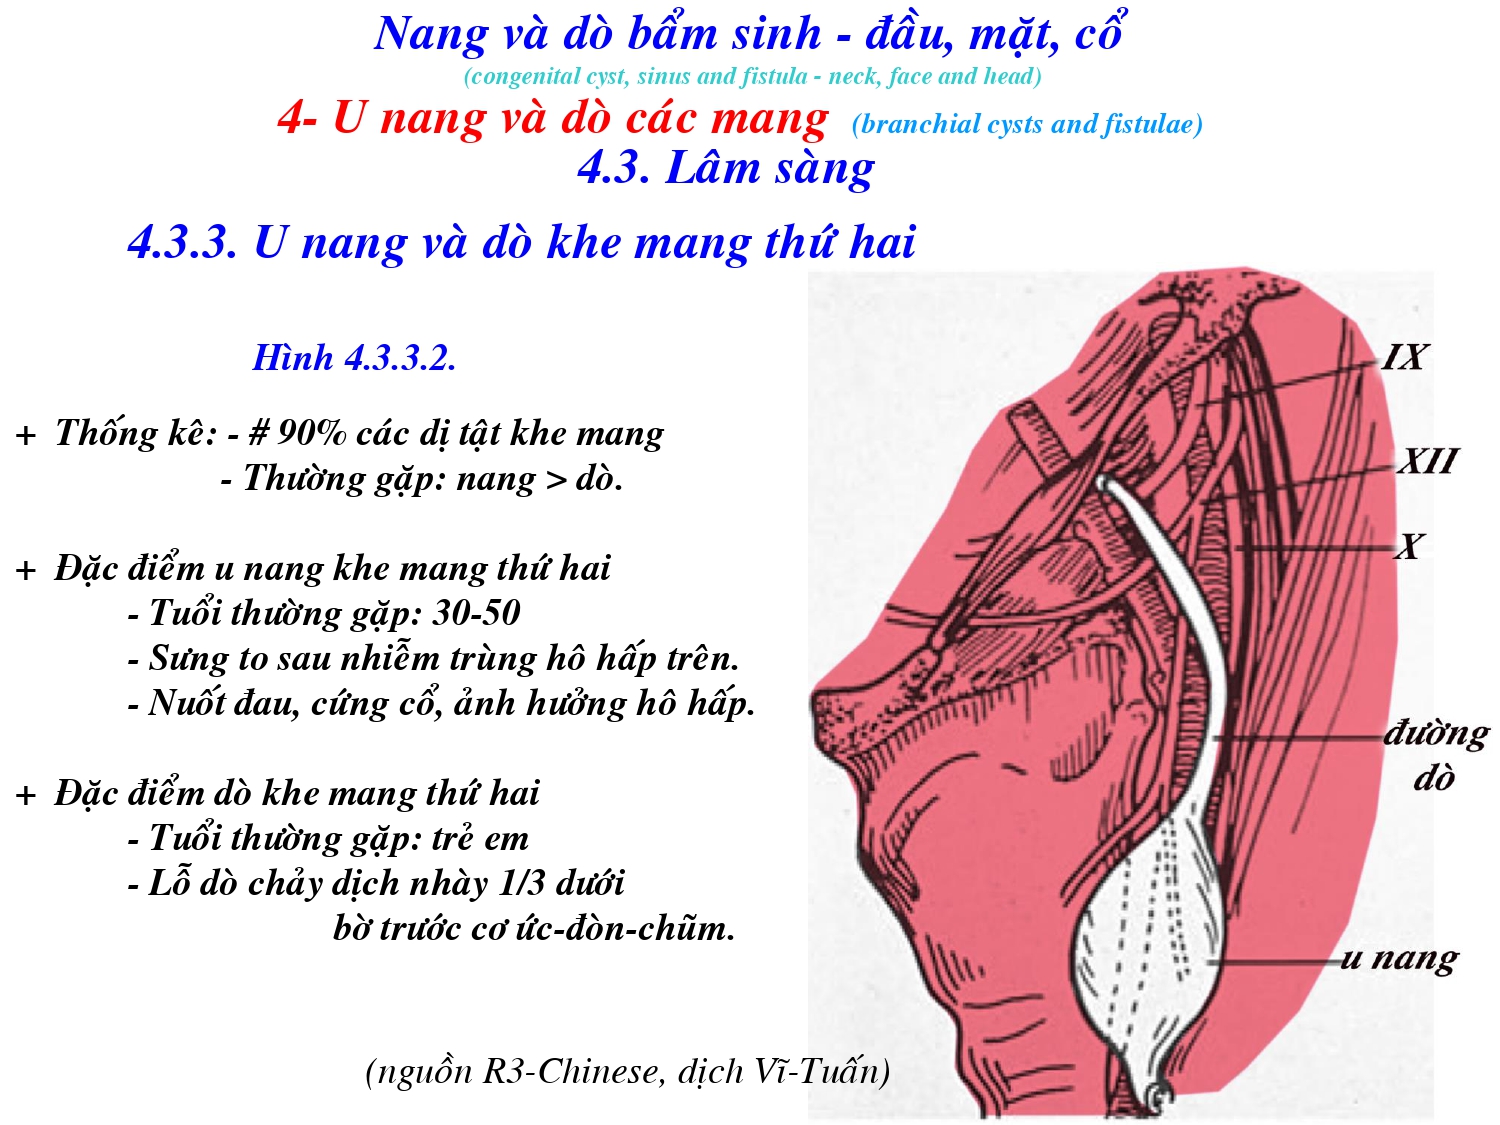 Nang và dò bẩm sinh - đầu, mặt, cổ
(congenital cyst, sinus and fistula - neck, face and head)
4- U nang và dò các mang (branchial cysts and fistulae)
4.3. Lâm sàng
4.3.3. U nang và dò khe mang thứ hai
Hình 4.3.3.2.
+ Thống kê: - # 90% các dị tật khe mang
- Thường gặp: nang > dò.
+ Đặc điểm u nang khe mang thứ hai
- Tuổi thường gặp: 30-50
- Sưng to sau nhiễm trùng hô hấp trên.
- Nuốt đau, cứng cổ, ảnh hưởng hô hấp.
+ Đặc điểm dò khe mang thứ hai
- Tuổi thường gặp: trẻ em
- Lỗ dò chảy dịch nhày 1/3 dưới
bờ trước cơ ức-đòn-chũm.
(nguồn R3-Chinese, dịch Vĩ-Tuấn)
IX
XII
X
đường
dò
u nang